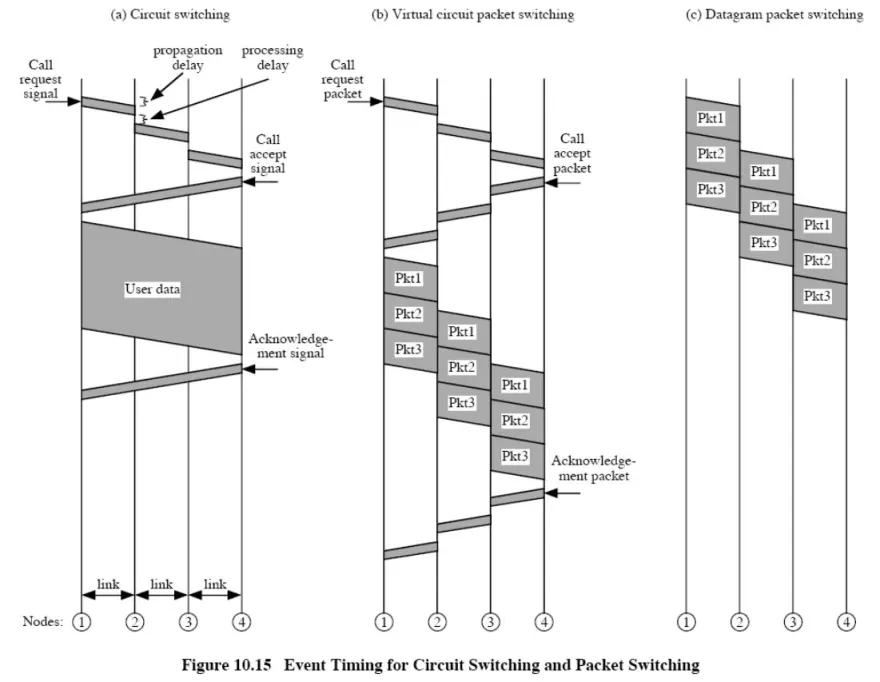 (a) Circuit switching
(b) Virtual circuit packet switching
(c) Datagram packet switching
propagation
delay
processing
delay
Call
request
signal
Call
accept
signal
User data
Acknowledge-
ment signal
link
link
link
Call
request
packet
Call
accept
packet
Pkt1
Pkt2
Pkt3
Pkt1
Pkt2
Pkt3
Pkt1
Pkt2
Pkt3
Acknowledge-
ment packet
Pkt1
Pkt2
Pkt3
Pkt1
Pkt2
Pkt3
Pkt1
Pkt2
Pkt3
Nodes: 1 2 3 4
1 2 3 4
1 2 3 4
Figure 10.15 Event Timing for Circuit Switching and Packet Switching